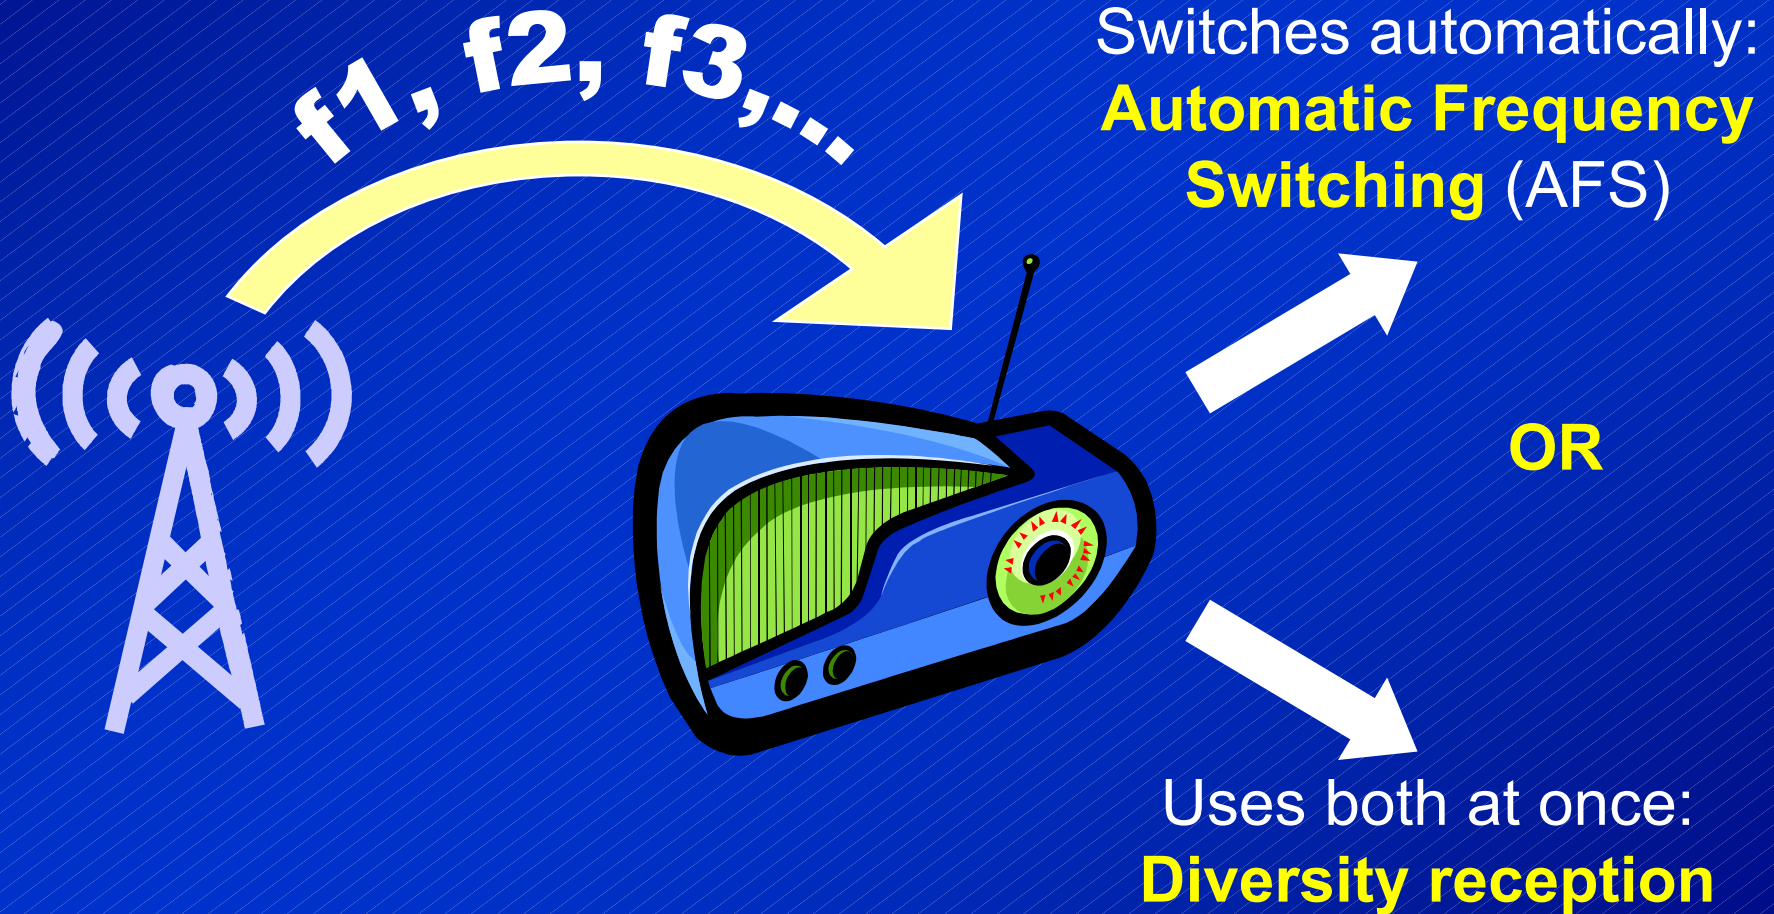 f1, f2, f3,...
Switches automatically:
Automatic Frequency
Switching (AFS)
OR
Uses both at once:
Diversity reception